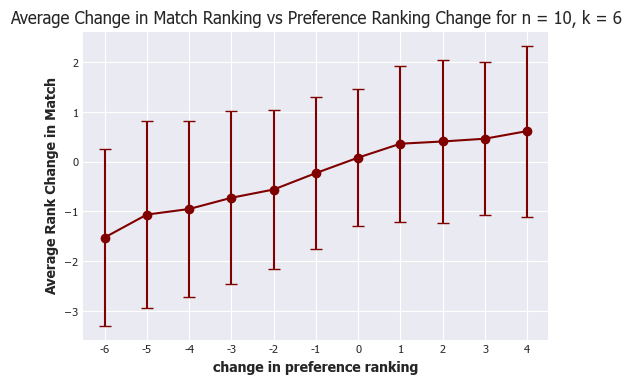 Average Change in Match Ranking vs Preference Ranking Change for n = 10, k = 6
Average Rank Change in Match
2
1
0
−1
−2
−3
-6 -5 -4 -3 -2 -1 0 1 2 3 4
change in preference ranking